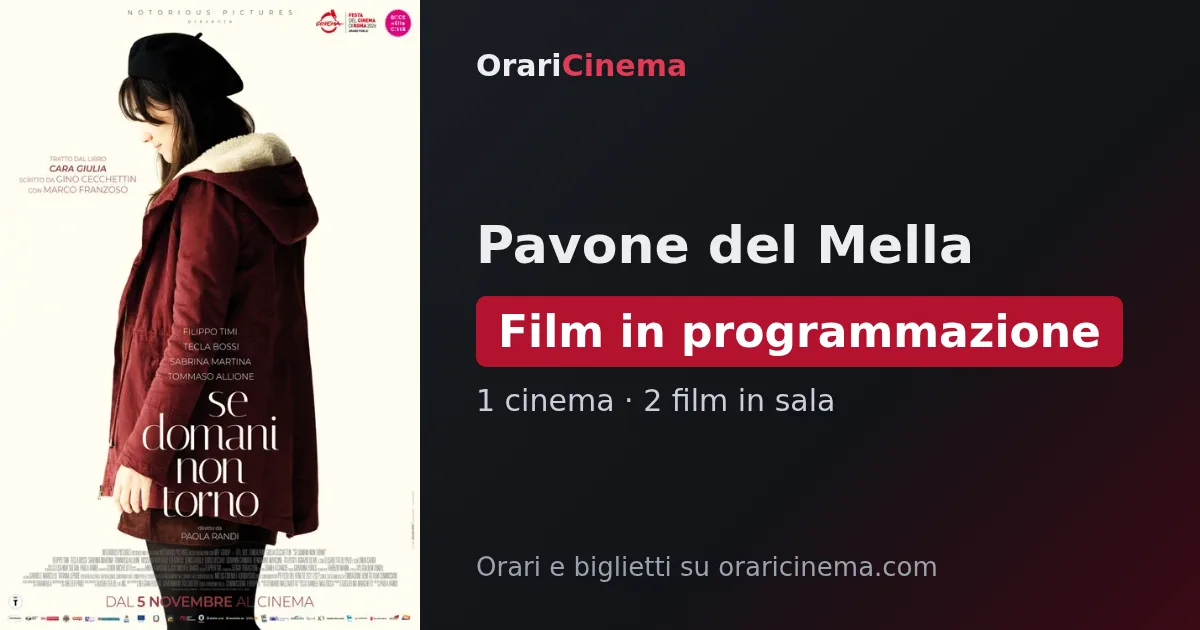 NOTORIOUS PICTURES
presenta
FESTA
DEL CINEMA
DI ROMA 2026
TRATTO DAL LIBRO
CARA GIULIA
SCRITTO DA GINO CECCHETTIN
CON MARCO FRANZOSO
FILIPPO TIMI
TECLA BOSSI
SABRINA MARTINA
TOMMASO ALLIONE
se
domani
non
torno
diretto da
PAOLA RANDI
DAL 5 NOVEMBRE AL CINEMA
OrariCinema
Pavone del Mella
Film in programmazione
1 cinema · 2 film in sala
Orari e biglietti su oraricinema.com